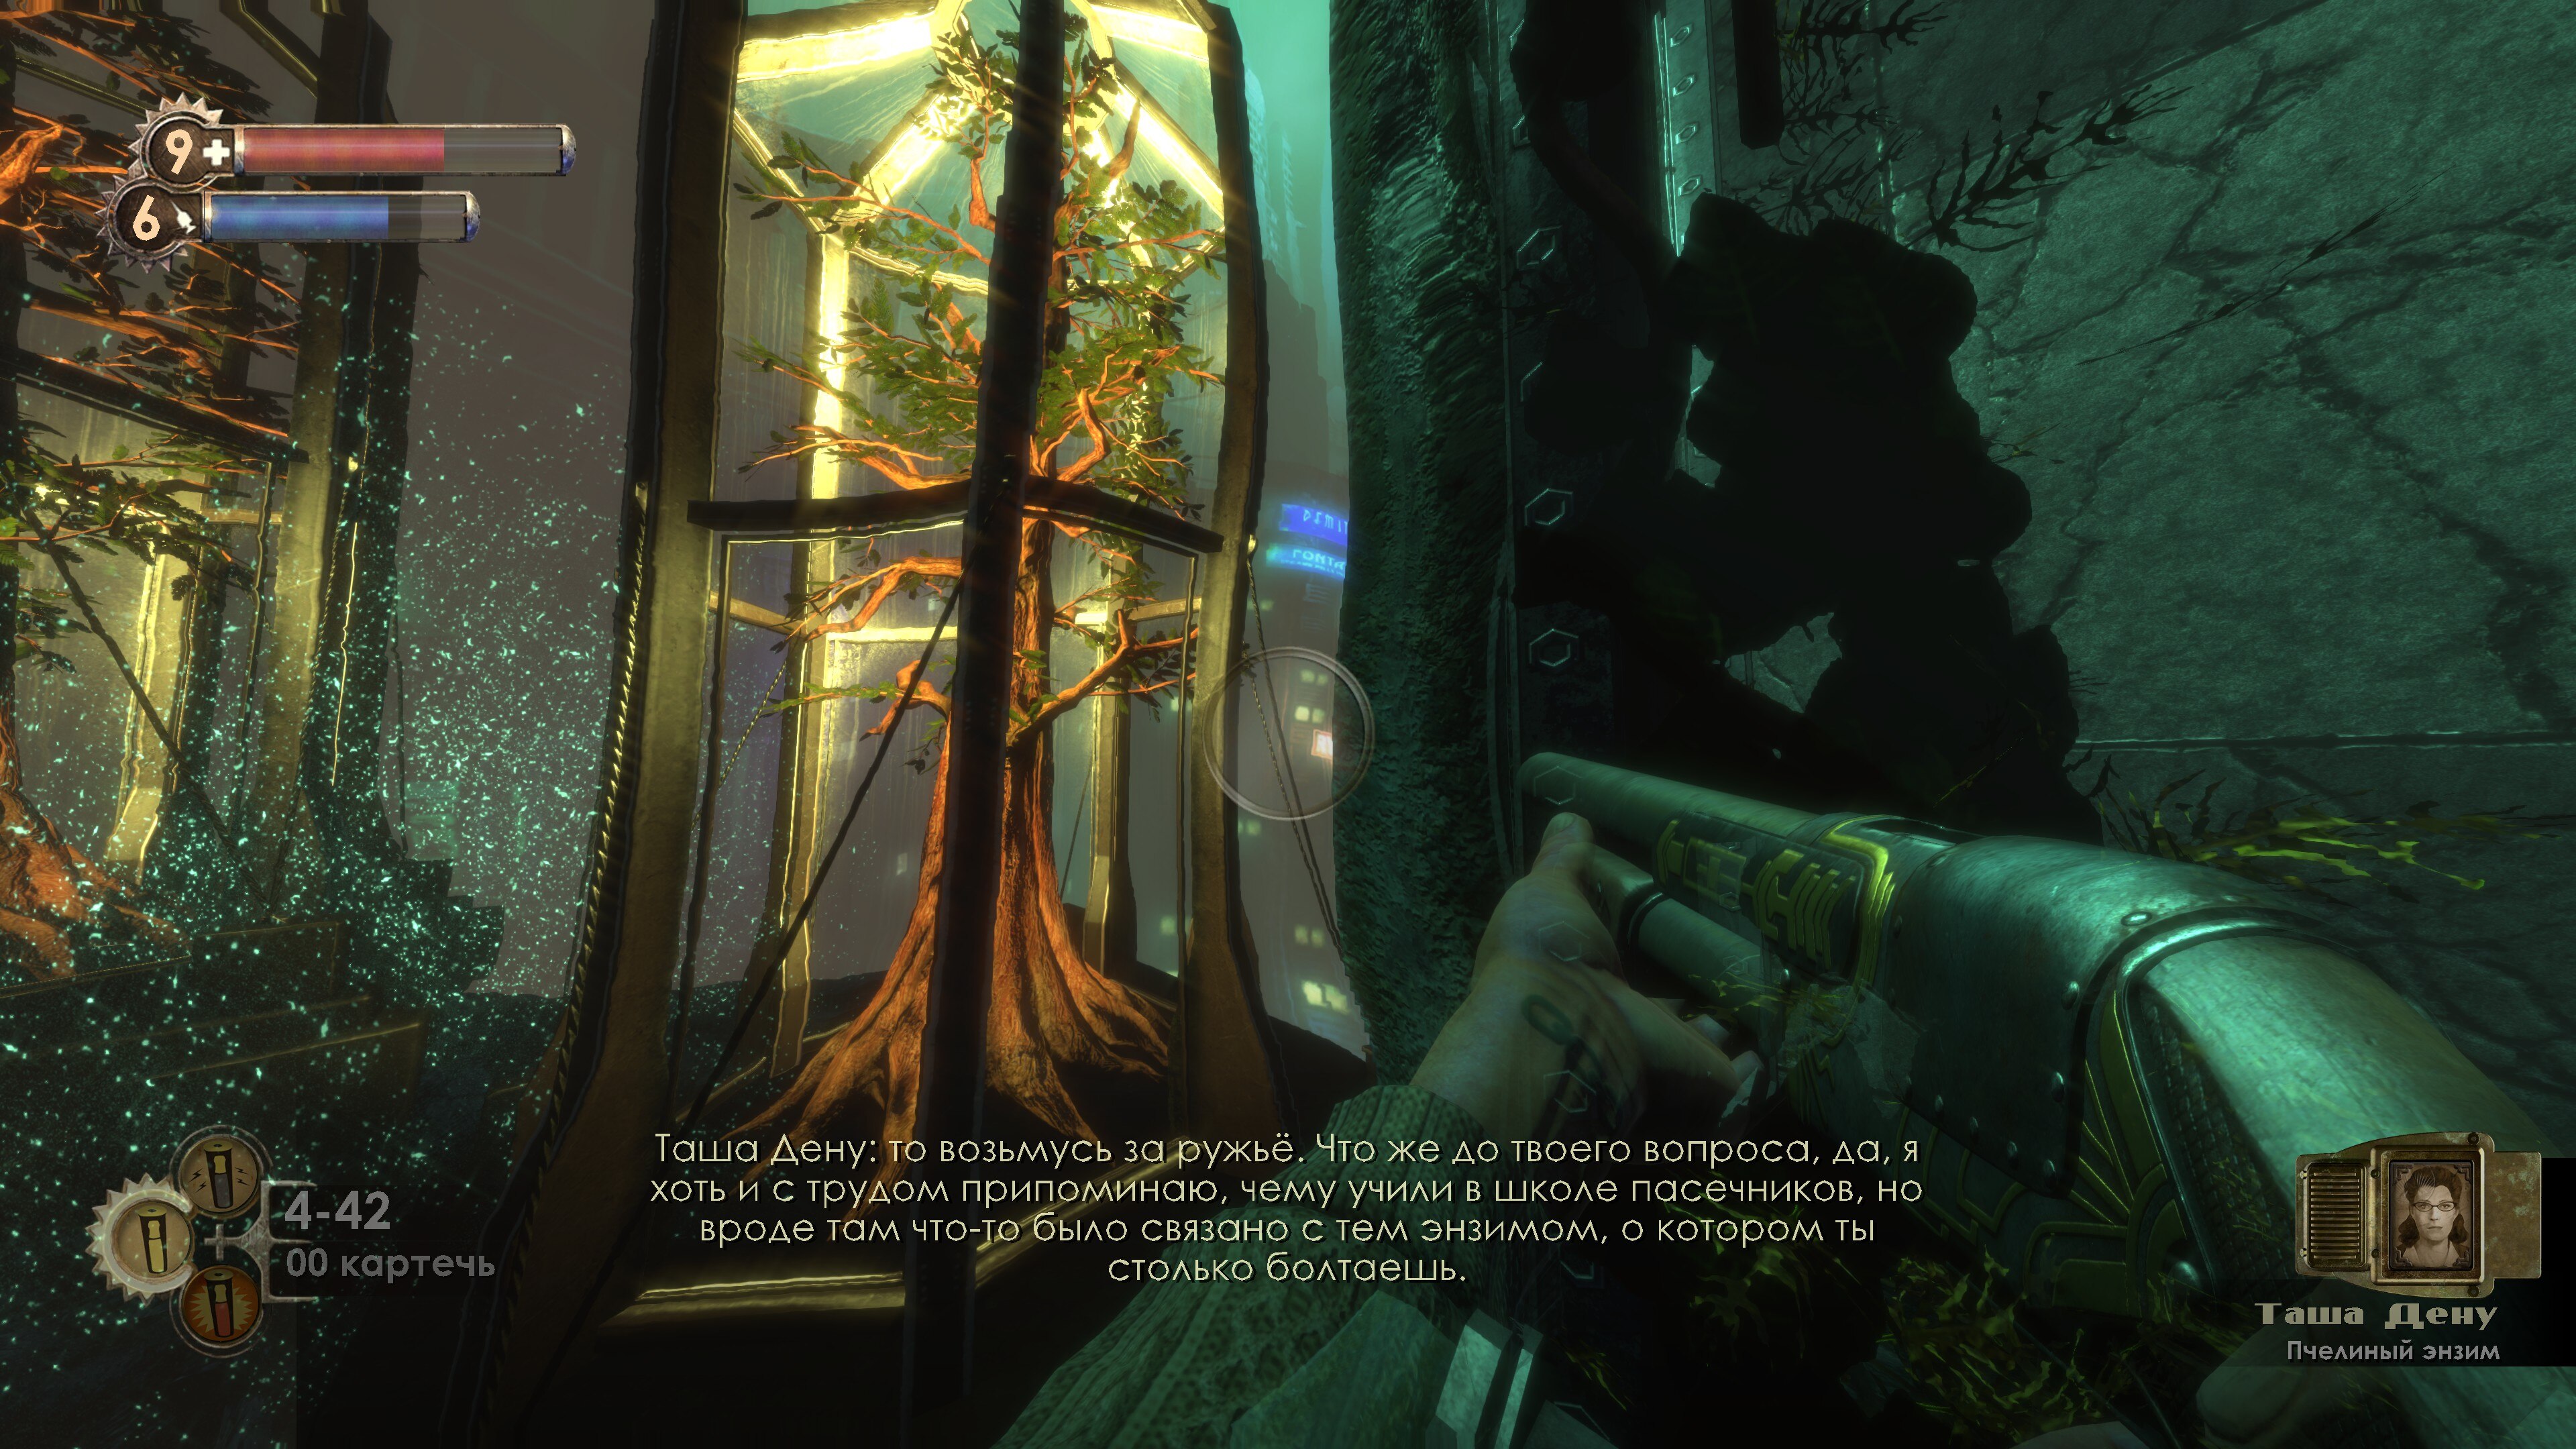 9
6
Таша Дену: то возьмусь за ружьё. Что же до твоего вопроса, да, я
хоть и с трудом припоминаю, чему учили в школе пасечников, но
вроде там что-то было связано с тем энзимом, о котором ты
столько болтаешь.
4-42
00 картечь
Таша Дену
Пчелиный энзим